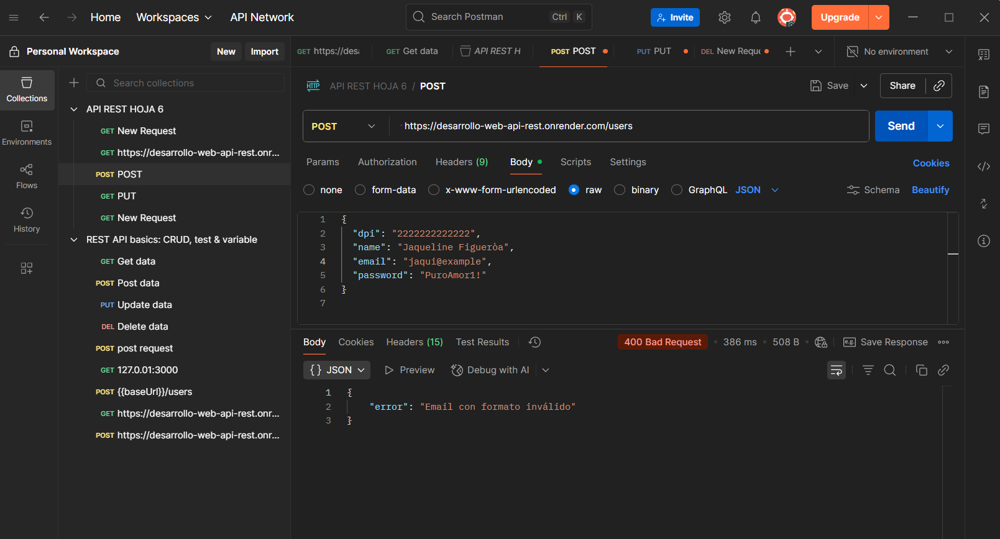 Home Workspaces API Network Search Postman Ctrl K Invite Upgrade
Personal Workspace New Import
GET https://desa GET Get data API REST H POST POST PUT PUT DEL New Reque No environment
Collections
Environments
Flows
History
Search collections
API REST HOJA 6
GET New Request
GET https://desarrollo-web-api-rest.onr...
POST POST
GET PUT
GET New Request
REST API basics: CRUD, test & variable
GET Get data
POST Post data
PUT Update data
DEL Delete data
POST post request
GET 127.0.01:3000
POST {{baseUrl}}/users
GET https://desarrollo-web-api-rest.onr...
POST https://desarrollo-web-api-rest.onr...
HTTP API REST HOJA 6 / POST Save Share
POST https://desarrollo-web-api-rest.onrender.com/users Send
Params Authorization Headers (9) Body Scripts Settings Cookies
none form-data x-www-form-urlencoded raw binary GraphQL JSON Schema Beautify
1 {
2 "dpi": "2222222222222",
3 "name": "Jaqueline Figueròa",
4 "email": "jaqui@example",
5 "password": "PuroAmor1!"
6 }
7
Body Cookies Headers (15) Test Results 400 Bad Request • 386 ms • 508 B • e.g. Save Response
{} JSON Preview Debug with AI
1 {
2 "error": "Email con formato inválido"
3 }